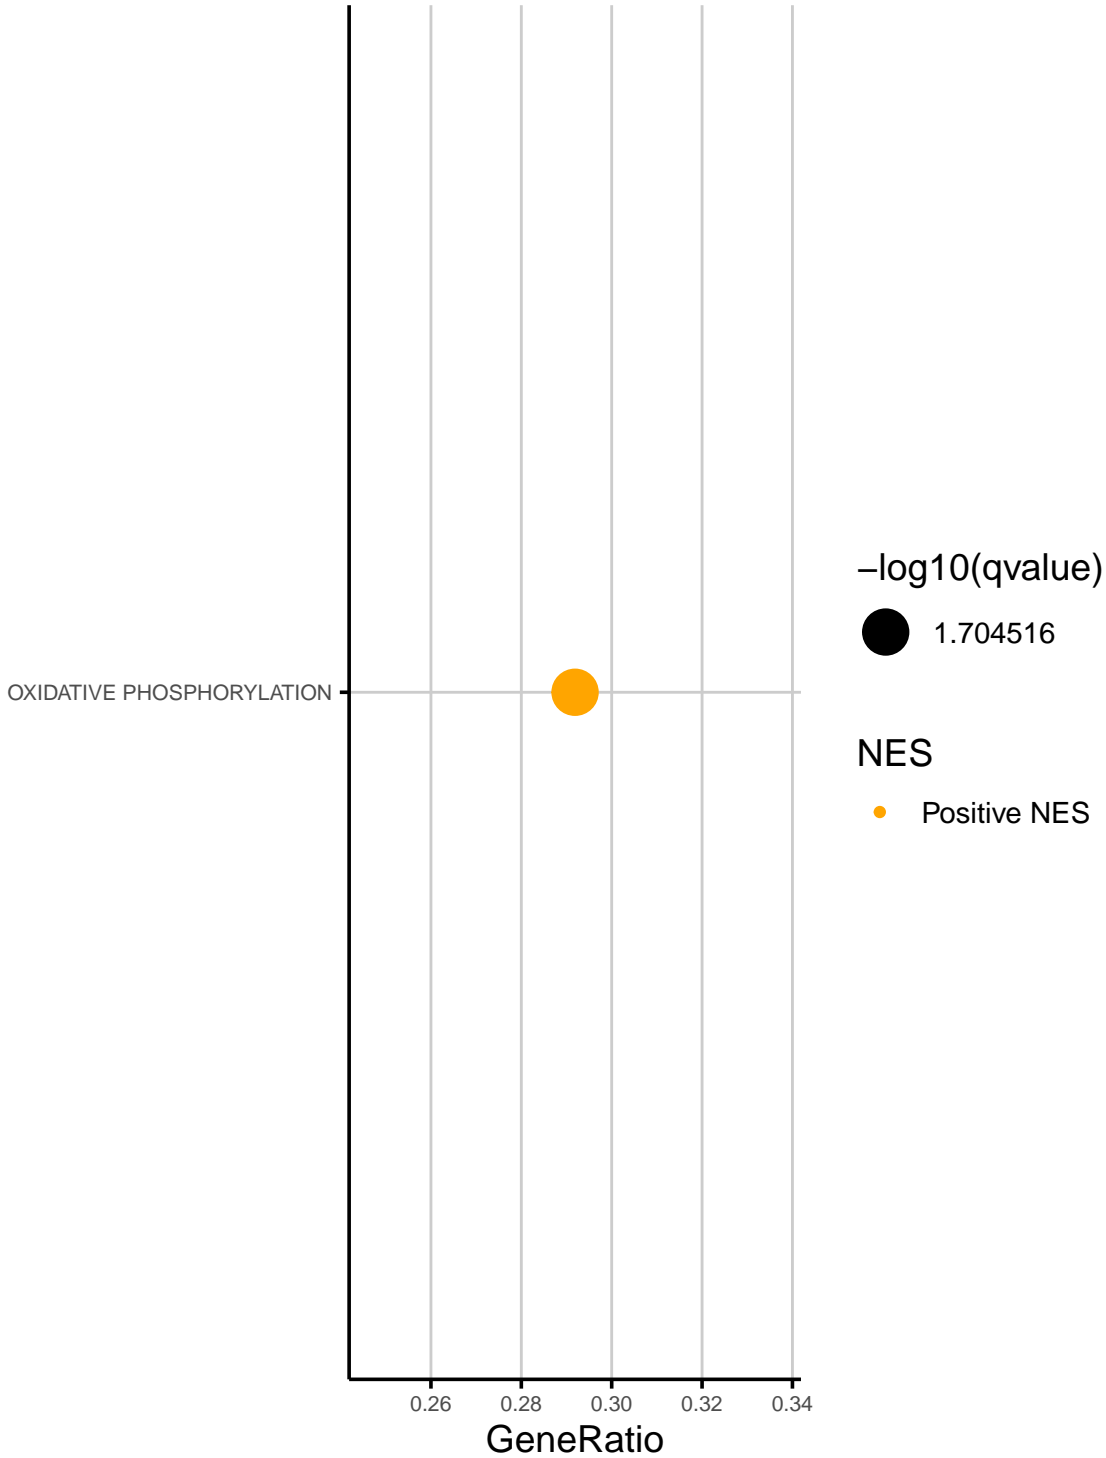 OXIDATIVE PHOSPHORYLATION
0.26 0.28 0.30 0.32 0.34
GeneRatio
−log10(qvalue)
1.704516
NES
Positive NES